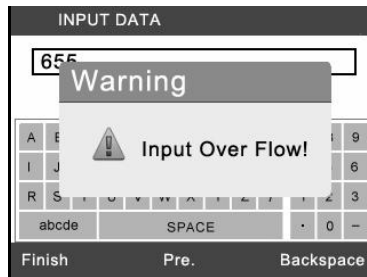 INPUT DATA
655
Warning
Input Over Flow!
A 9
I J 6
R S 3
abcde SPACE . 0 -
Finish Pre. Backspace